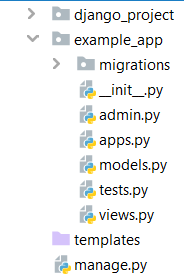 django_project
example_app
migrations
__init__.py
admin.py
apps.py
models.py
tests.py
views.py
templates
manage.py